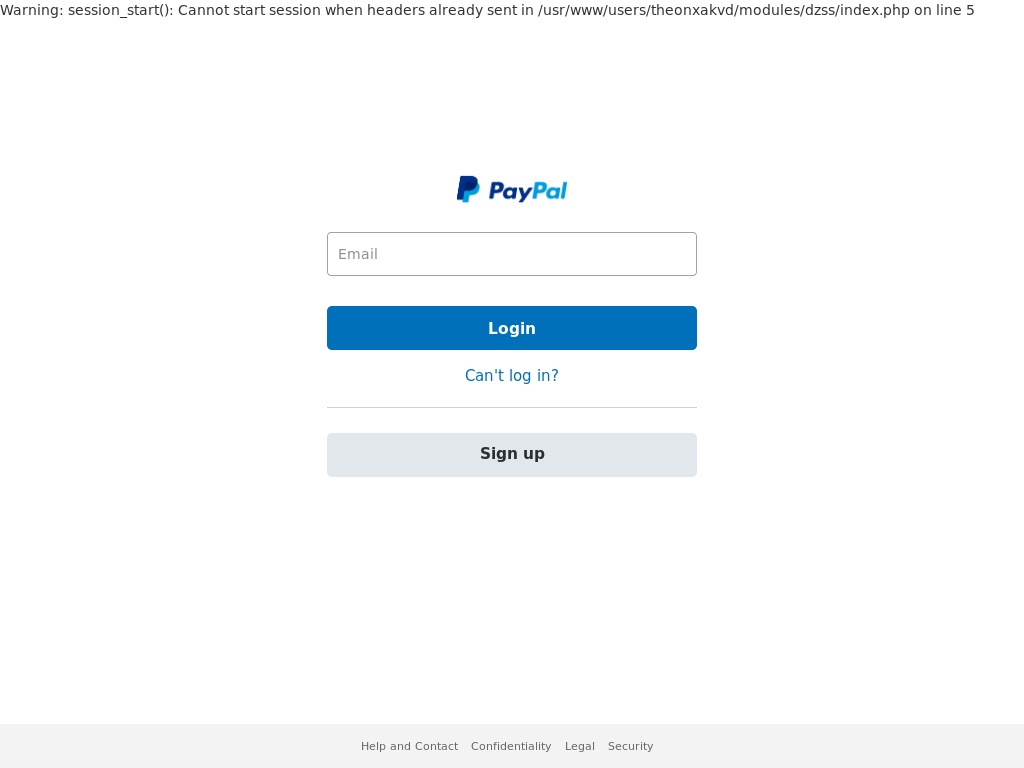 Warning: session_start(): Cannot start session when headers already sent in /usr/www/users/theonxakvd/modules/dzss/index.php on line 5
PayPal
Email
Login
Can't log in?
Sign up
Help and Contact Confidentiality Legal Security